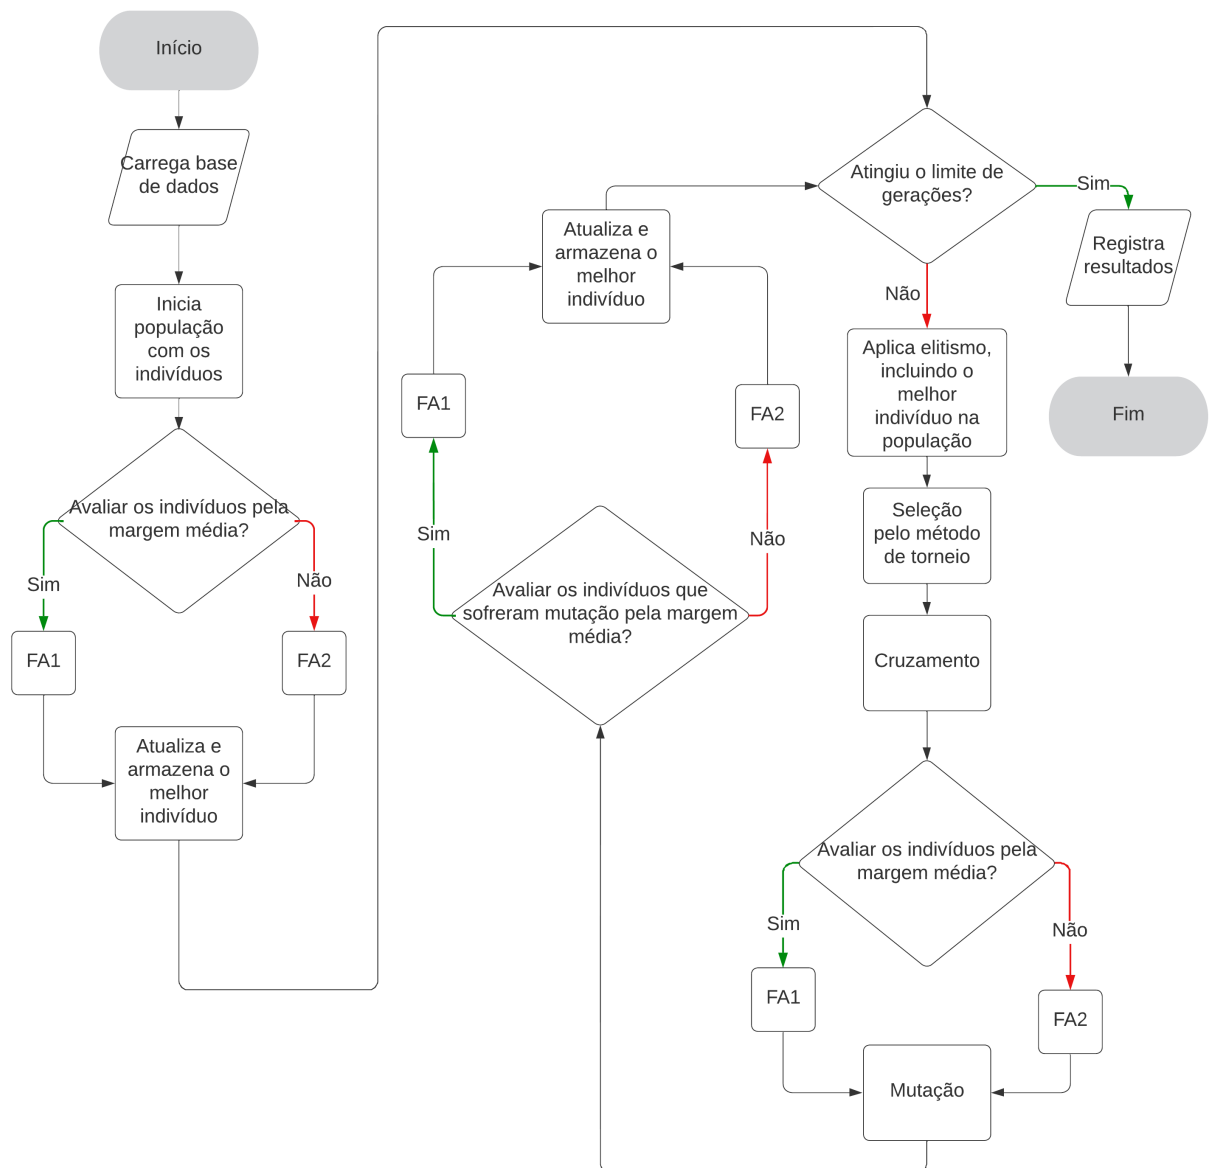 Início
Carrega base
de dados
Inicia
população
com os
indivíduos
Avaliar os indivíduos pela
margem média?
Sim
Não
FA1
FA2
Atualiza e
armazena o
melhor
indivíduo
Atingiu o limite de
gerações?
Sim
Registra
resultados
Fim
Não
Aplica elitismo,
incluindo o
melhor
indivíduo na
população
Seleção
pelo método
de torneio
Cruzamento
Avaliar os indivíduos pela
margem média?
Sim
Não
FA1
FA2
Mutação
Avaliar os indivíduos que
sofreram mutação pela margem
média?
Sim
Não
FA1
FA2
Atualiza e
armazena o
melhor
indivíduo